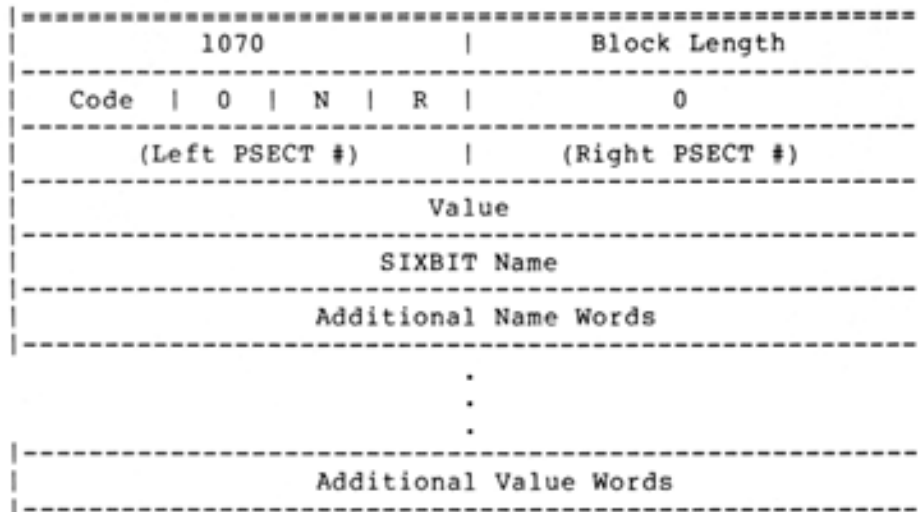 |=======================================================
| 1070 | Block Length
|-------------------------------------------------------
| Code | 0 | N | R | 0
|-------------------------------------------------------
| (Left PSECT #) | (Right PSECT #)
|-------------------------------------------------------
| Value
|-------------------------------------------------------
| SIXBIT Name
|-------------------------------------------------------
| Additional Name Words
|-------------------------------------------------------
.
.
.
|-------------------------------------------------------
| Additional Value Words
|-------------------------------------------------------